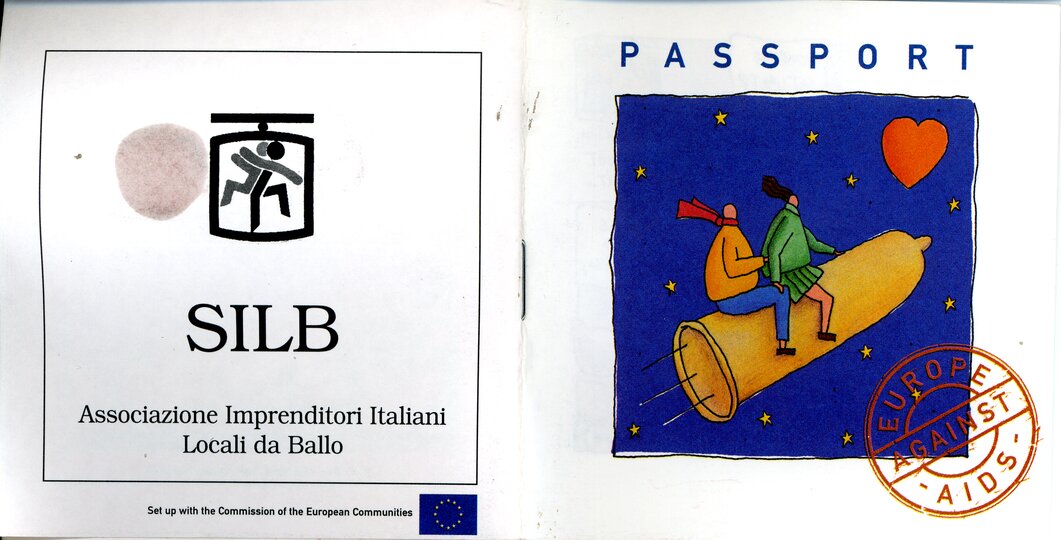 SILB
Associazione Imprenditori Italiani
Locali da Ballo
Set up with the Commission of the European Communities
PASSPORT
EUROPE
AGAINST
- AIDS -